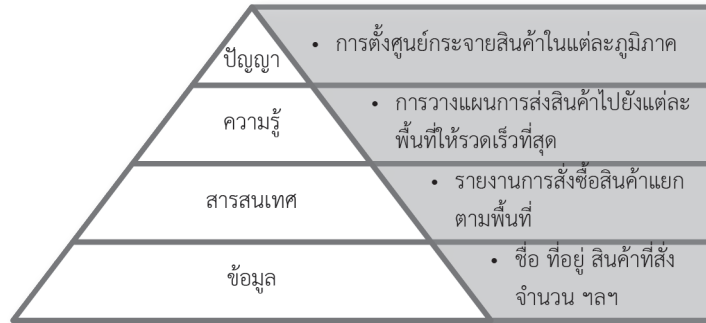 ปัญญา
• การตั้งศูนย์กระจายสินค้าในแต่ละภูมิภาค
ความรู้
• การวางแผนการส่งสินค้าไปยังแต่ละ
พื้นที่ให้รวดเร็วที่สุด
สารสนเทศ
• รายงานการสั่งซื้อสินค้าแยก
ตามพื้นที่
ข้อมูล
• ชื่อ ที่อยู่ สินค้าที่สั่ง
จำนวน ฯลฯ